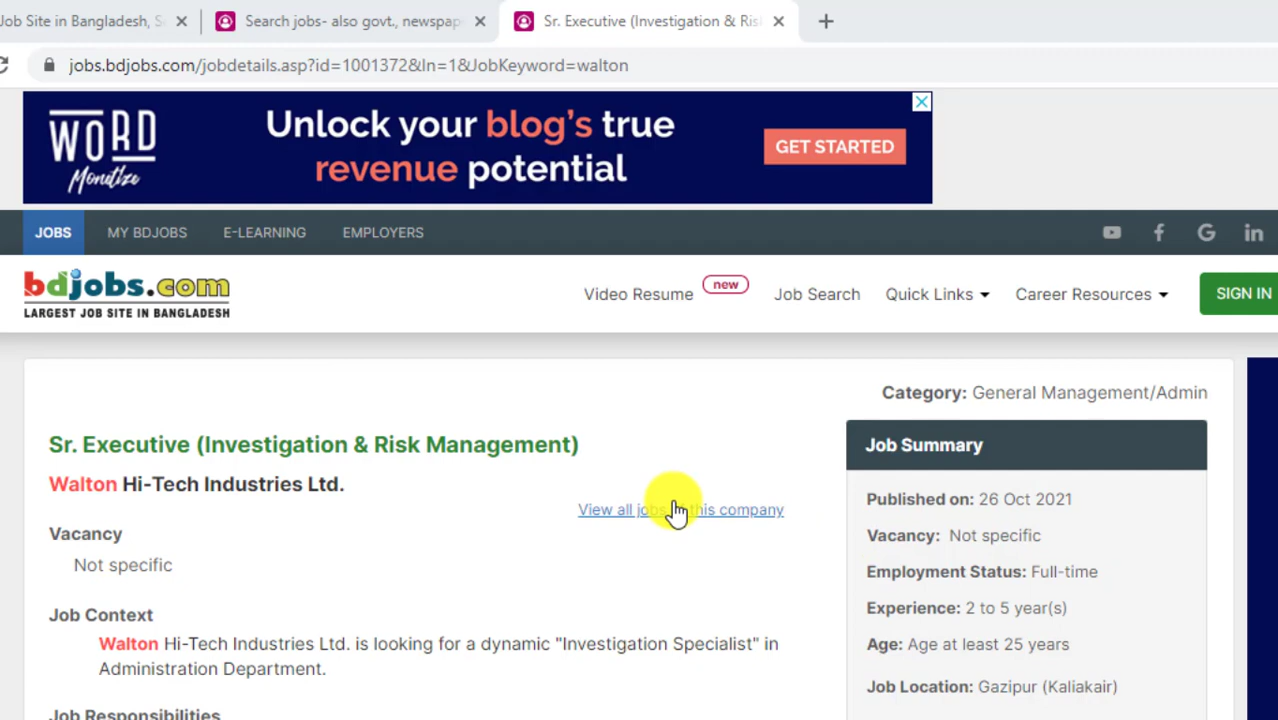 Job Site in Bangladesh, S
Search jobs- also govt., newspap
Sr. Executive (Investigation & Ris
jobs.bdjobs.com/jobdetails.asp?id=1001372&ln=1&JobKeyword=walton
WORD
Monetize
Unlock your blog's true
revenue potential
GET STARTED
JOBS MY BDJOBS E-LEARNING EMPLOYERS
bdjobs.com
LARGEST JOB SITE IN BANGLADESH
Video Resume new Job Search Quick Links Career Resources SIGN IN
Category: General Management/Admin
Sr. Executive (Investigation & Risk Management)
Walton Hi-Tech Industries Ltd.
View all jobs this company
Vacancy
Not specific
Job Context
Walton Hi-Tech Industries Ltd. is looking for a dynamic "Investigation Specialist" in
Administration Department.
Job Responsibilities
Job Summary
Published on: 26 Oct 2021
Vacancy: Not specific
Employment Status: Full-time
Experience: 2 to 5 year(s)
Age: Age at least 25 years
Job Location: Gazipur (Kaliakair)